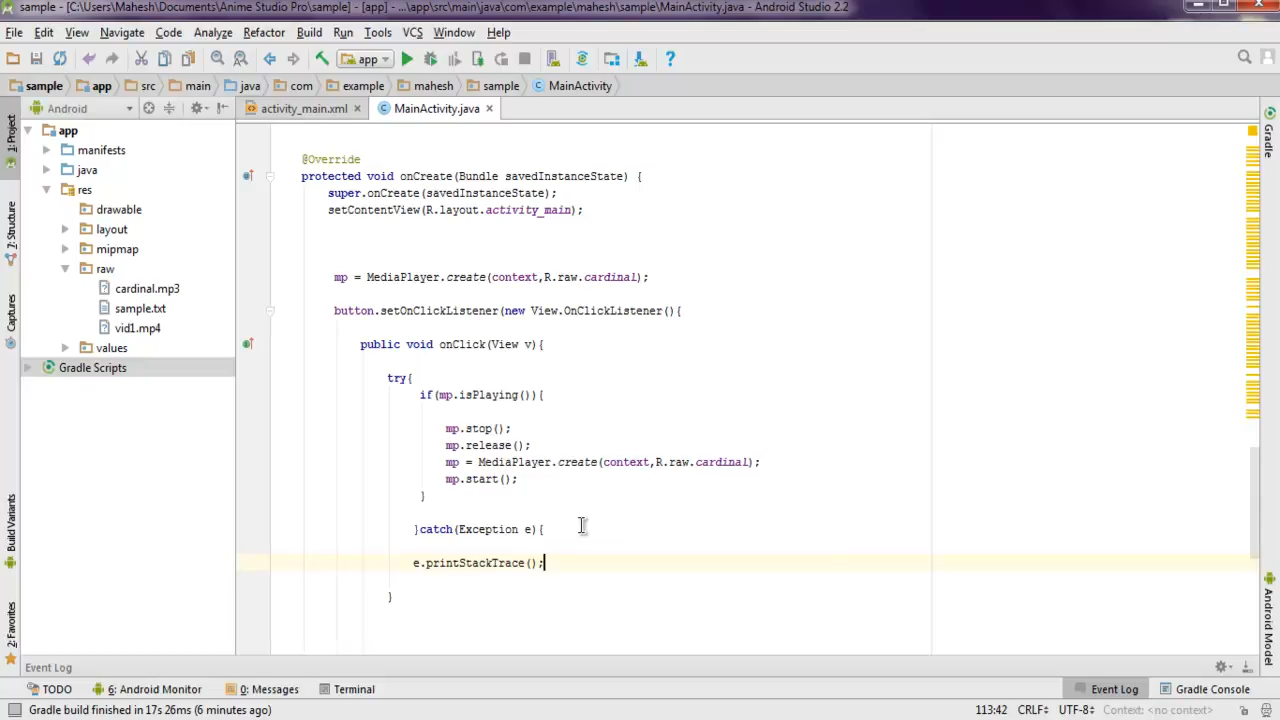 sample - [C:\Users\Mahesh\Documents\Anime Studio Pro\sample] - [app] - ...\app\src\main\java\com\example\mahesh\sample\MainActivity.java - Android Studio 2.2
File Edit View Navigate Code Analyze Refactor Build Run Tools VCS Window Help
app
sample app src main java com example mahesh sample MainActivity
Android
activity_main.xml
MainActivity.java
1: Project
7: Structure
Captures
Build Variants
2: Favorites
app
manifests
java
res
drawable
layout
mipmap
raw
cardinal.mp3
sample.txt
vid1.mp4
values
Gradle Scripts
@Override
protected void onCreate(Bundle savedInstanceState) {
super.onCreate(savedInstanceState);
setContentView(R.layout.activity_main);
mp = MediaPlayer.create(context,R.raw.cardinal);
button.setOnClickListener(new View.OnClickListener(){
public void onClick(View v){
try{
if(mp.isPlaying()){
mp.stop();
mp.release();
mp = MediaPlayer.create(context,R.raw.cardinal);
mp.start();
}
}catch(Exception e){
e.printStackTrace();
}
Gradle
Android Model
Event Log
TODO 6: Android Monitor 0: Messages Terminal Event Log Gradle Console
Gradle build finished in 17s 26ms (6 minutes ago) 113:42 CRLF UTF-8 Context: <no context>